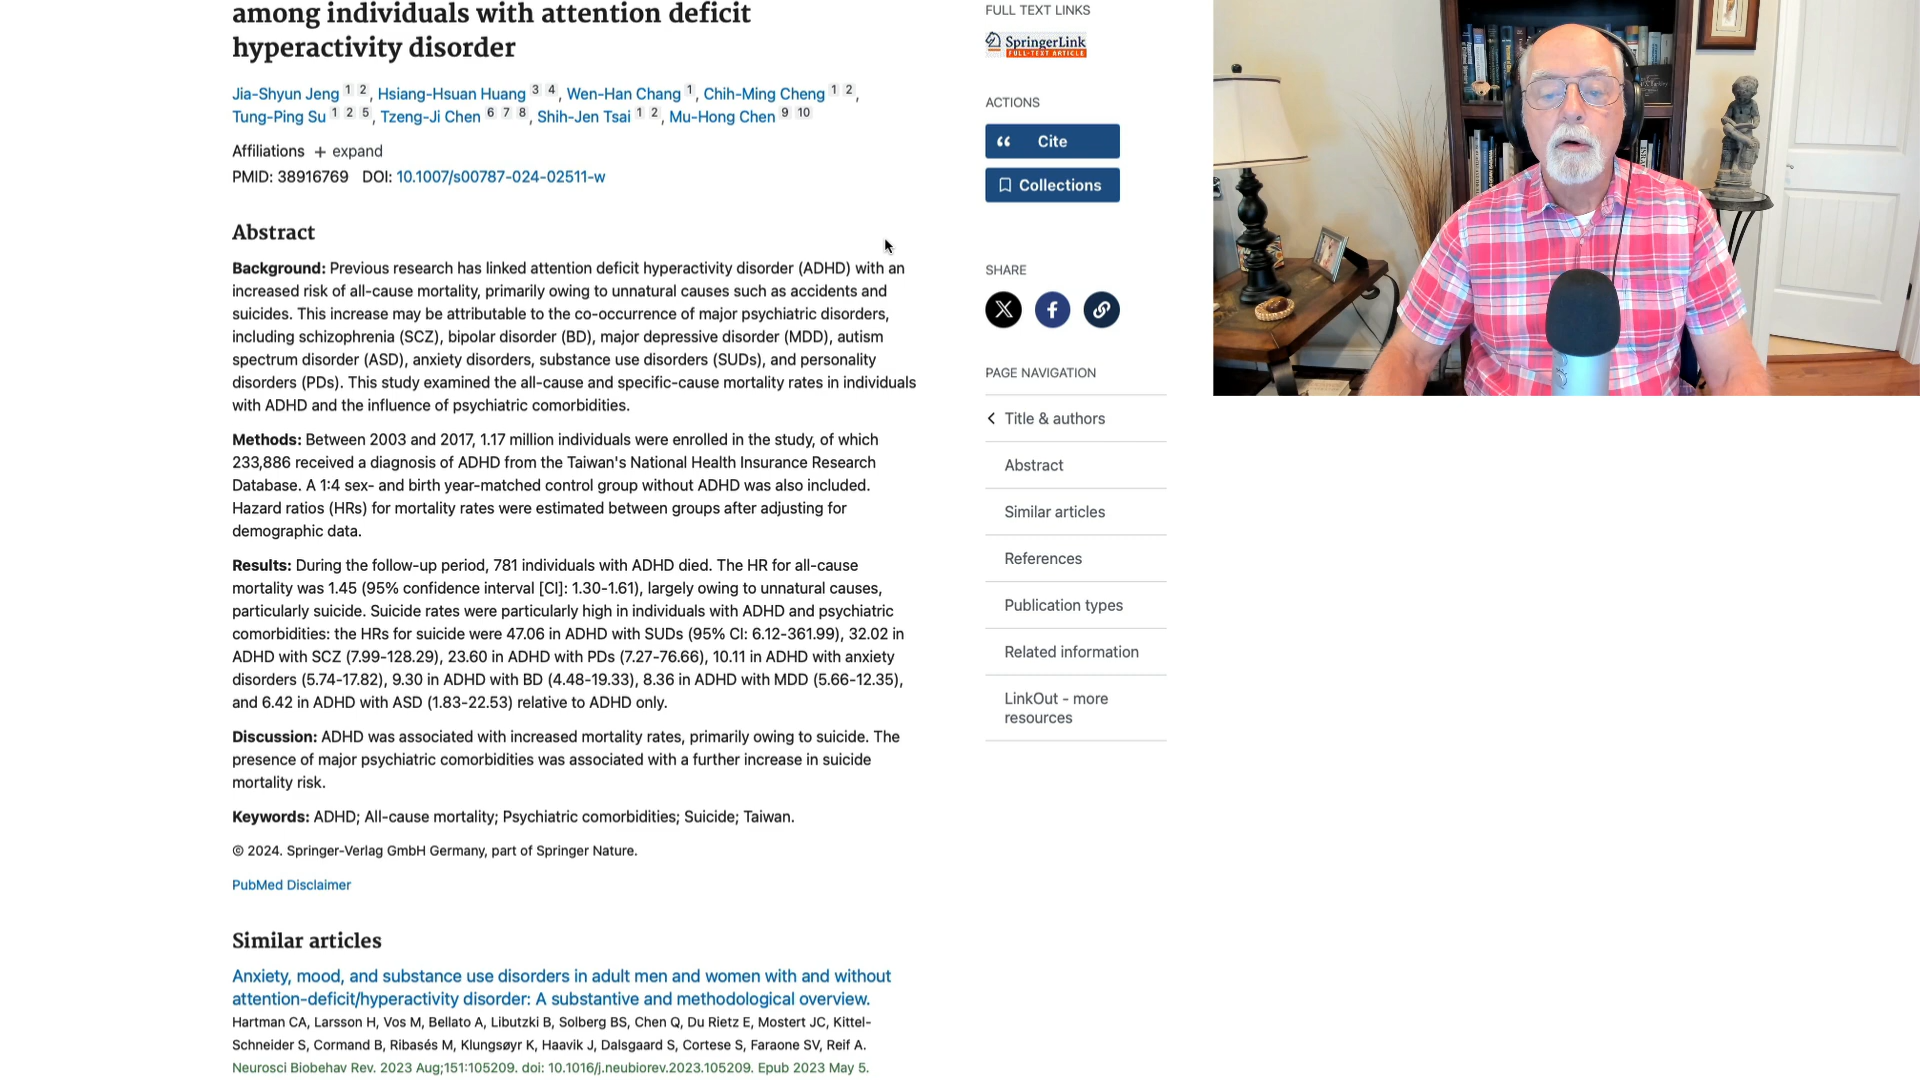 among individuals with attention deficit
hyperactivity disorder
Jia-Shyun Jeng 1 2, Hsiang-Hsuan Huang 3 4, Wen-Han Chang 1, Chih-Ming Cheng 1 2,
Tung-Ping Su 1 2 5, Tzeng-Ji Chen 6 7 8, Shih-Jen Tsai 1 2, Mu-Hong Chen 9 10
Affiliations + expand
PMID: 38916769 DOI: 10.1007/s00787-024-02511-w
Abstract
Background: Previous research has linked attention deficit hyperactivity disorder (ADHD) with an
increased risk of all-cause mortality, primarily owing to unnatural causes such as accidents and
suicides. This increase may be attributable to the co-occurrence of major psychiatric disorders,
including schizophrenia (SCZ), bipolar disorder (BD), major depressive disorder (MDD), autism
spectrum disorder (ASD), anxiety disorders, substance use disorders (SUDs), and personality
disorders (PDs). This study examined the all-cause and specific-cause mortality rates in individuals
with ADHD and the influence of psychiatric comorbidities.
Methods: Between 2003 and 2017, 1.17 million individuals were enrolled in the study, of which
233,886 received a diagnosis of ADHD from the Taiwan's National Health Insurance Research
Database. A 1:4 sex- and birth year-matched control group without ADHD was also included.
Hazard ratios (HRs) for mortality rates were estimated between groups after adjusting for
demographic data.
Results: During the follow-up period, 781 individuals with ADHD died. The HR for all-cause
mortality was 1.45 (95% confidence interval [CI]: 1.30-1.61), largely owing to unnatural causes,
particularly suicide. Suicide rates were particularly high in individuals with ADHD and psychiatric
comorbidities: the HRs for suicide were 47.06 in ADHD with SUDs (95% CI: 6.12-361.99), 32.02 in
ADHD with SCZ (7.99-128.29), 23.60 in ADHD with PDs (7.27-76.66), 10.11 in ADHD with anxiety
disorders (5.74-17.82), 9.30 in ADHD with BD (4.48-19.33), 8.36 in ADHD with MDD (5.66-12.35),
and 6.42 in ADHD with ASD (1.83-22.53) relative to ADHD only.
Discussion: ADHD was associated with increased mortality rates, primarily owing to suicide. The
presence of major psychiatric comorbidities was associated with a further increase in suicide
mortality risk.
Keywords: ADHD; All-cause mortality; Psychiatric comorbidities; Suicide; Taiwan.
© 2024. Springer-Verlag GmbH Germany, part of Springer Nature.
PubMed Disclaimer
Similar articles
Anxiety, mood, and substance use disorders in adult men and women with and without
attention-deficit/hyperactivity disorder: A substantive and methodological overview.
Hartman CA, Larsson H, Vos M, Bellato A, Libutzki B, Solberg BS, Chen Q, Du Rietz E, Mostert JC, Kittel-
Schneider S, Cormand B, Ribasés M, Klungsøyr K, Haavik J, Dalsgaard S, Cortese S, Faraone SV, Reif A.
Neurosci Biobehav Rev. 2023 Aug;151:105209. doi: 10.1016/j.neubiorev.2023.105209. Epub 2023 May 5.
FULL TEXT LINKS
SpringerLink
FULL-TEXT ARTICLE
ACTIONS
Cite
Collections
SHARE
PAGE NAVIGATION
Title & authors
Abstract
Similar articles
References
Publication types
Related information
LinkOut - more
resources